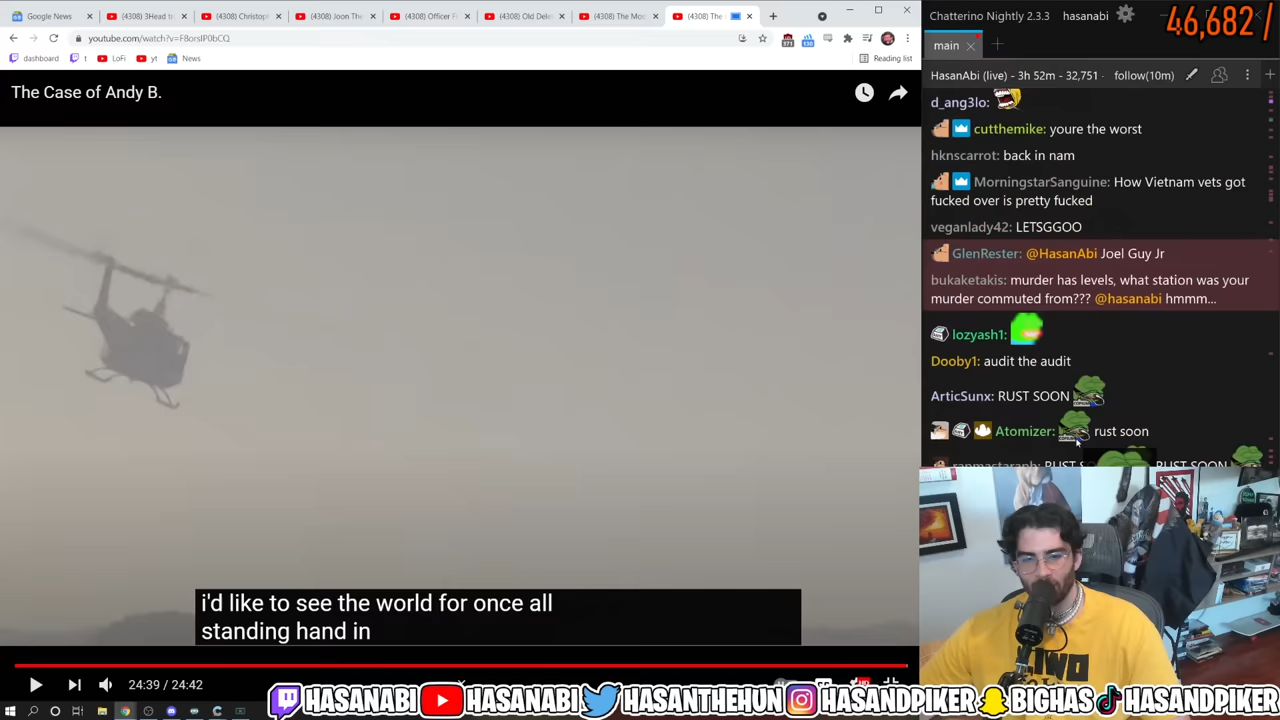 Google News
(4308) 3Head tr
(4308) Christoph
(4308) Joon The
(4308) Officer F
(4308) Old Dele
(4308) The Moo
(4308) The
youtube.com/watch?v=F8orsIP0bCQ
dashboard
t
LoFi
yt
News
Reading list
The Case of Andy B.
i'd like to see the world for once all
standing hand in
24:39 / 24:42
Chatterino Nightly 2.3.3
hasanabi
46,682 /
main
HasanAbi (live) - 3h 52m - 32,751 -
follow(10m)
d_ang3lo:
cutthemike: youre the worst
hknscarrot: back in nam
MorningstarSanguine: How Vietnam vets got
fucked over is pretty fucked
veganlady42: LETSGGOO
GlenRester: @HasanAbi Joel Guy Jr
bukaketakis: murder has levels, what station was your
murder commuted from??? @hasanabi hmmm...
lozyash1:
Dooby1: audit the audit
ArticSunx: RUST SOON
Atomizer: rust soon
RUST SOON
HASANABI
HASANABI
HASANTHEHUN
HASANDPIKER
BIGHAS
HASANDPIKER